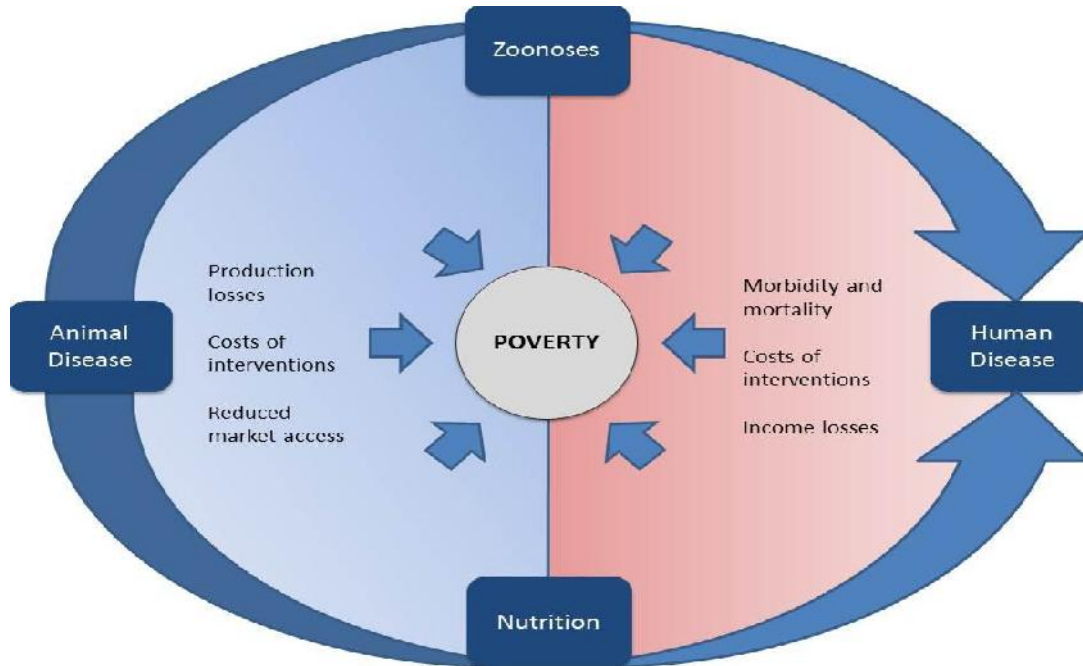 Zoonoses
Production
losses
Costs of
interventions
Reduced
market access
Animal
Disease
POVERTY
Morbidity and
mortality
Costs of
interventions
Income losses
Human
Disease
Nutrition